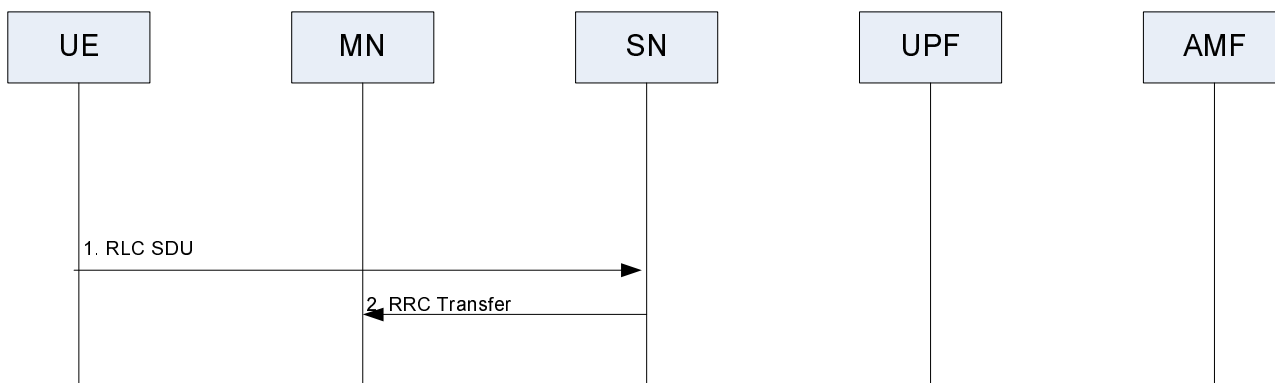 UE
MN
SN
UPF
AMF
1. RLC SDU
2. RRC Transfer